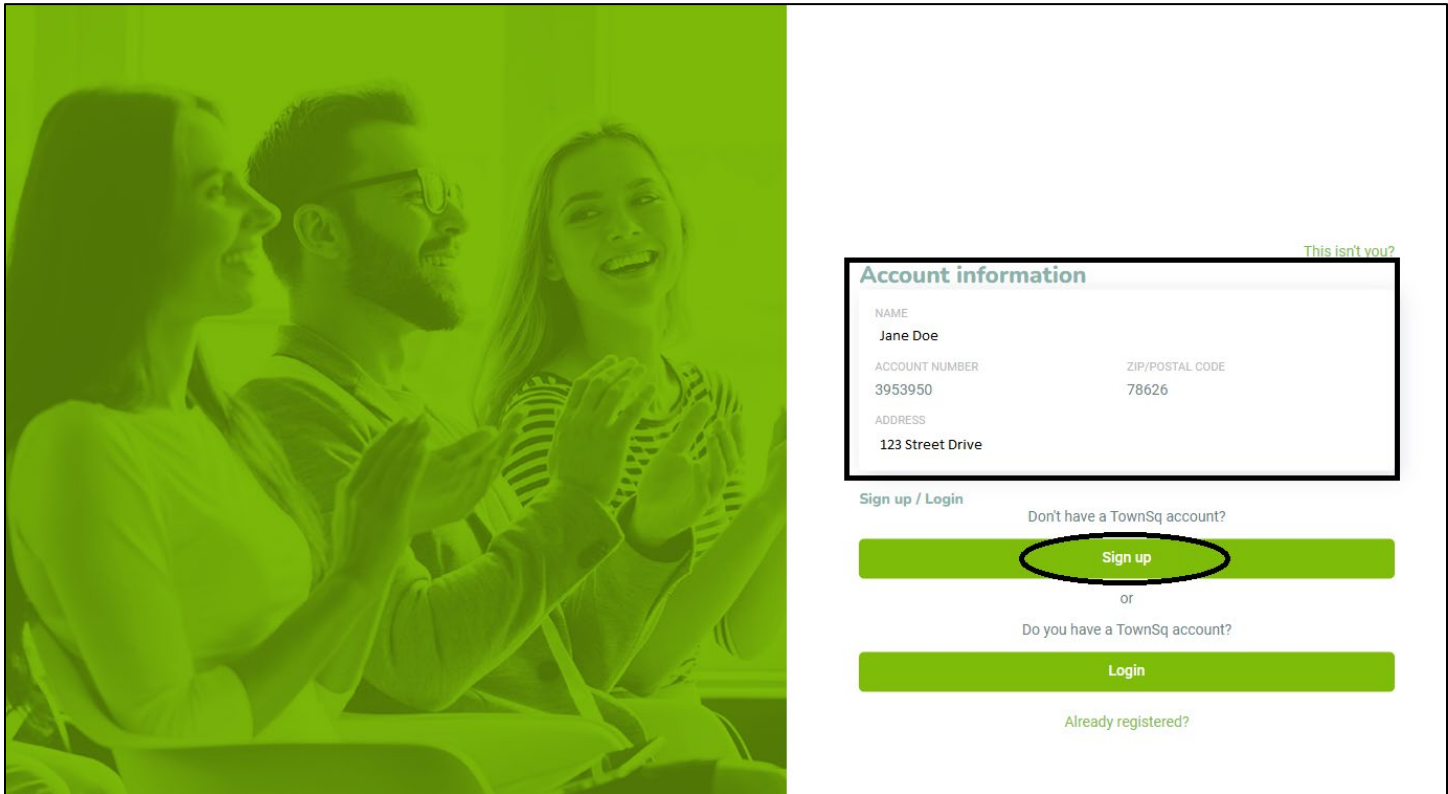 This isn't you?
Account information
NAME
Jane Doe
ACCOUNT NUMBER ZIP/POSTAL CODE
3953950 78626
ADDRESS
123 Street Drive
Sign up / Login
Don't have a TownSq account?
Sign up
or
Do you have a TownSq account?
Login
Already registered?